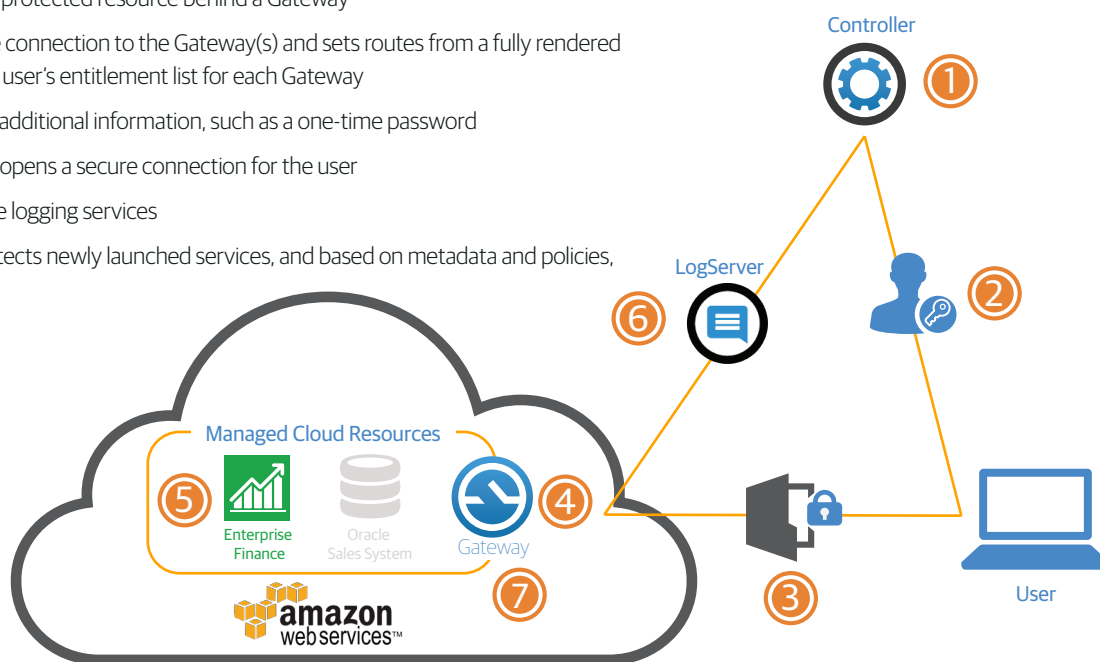 protected resource behind a Gateway
connection to the Gateway(s) and sets routes from a fully rendered
user's entitlement list for each Gateway
additional information, such as a one-time password
opens a secure connection for the user
logging services
newly launched services, and based on metadata and policies,
Controller
1
LogServer
2
6
Managed Cloud Resources
5
4
Enterprise
Finance
Oracle
Sales System
Gateway
3
7
User
amazon
web services™